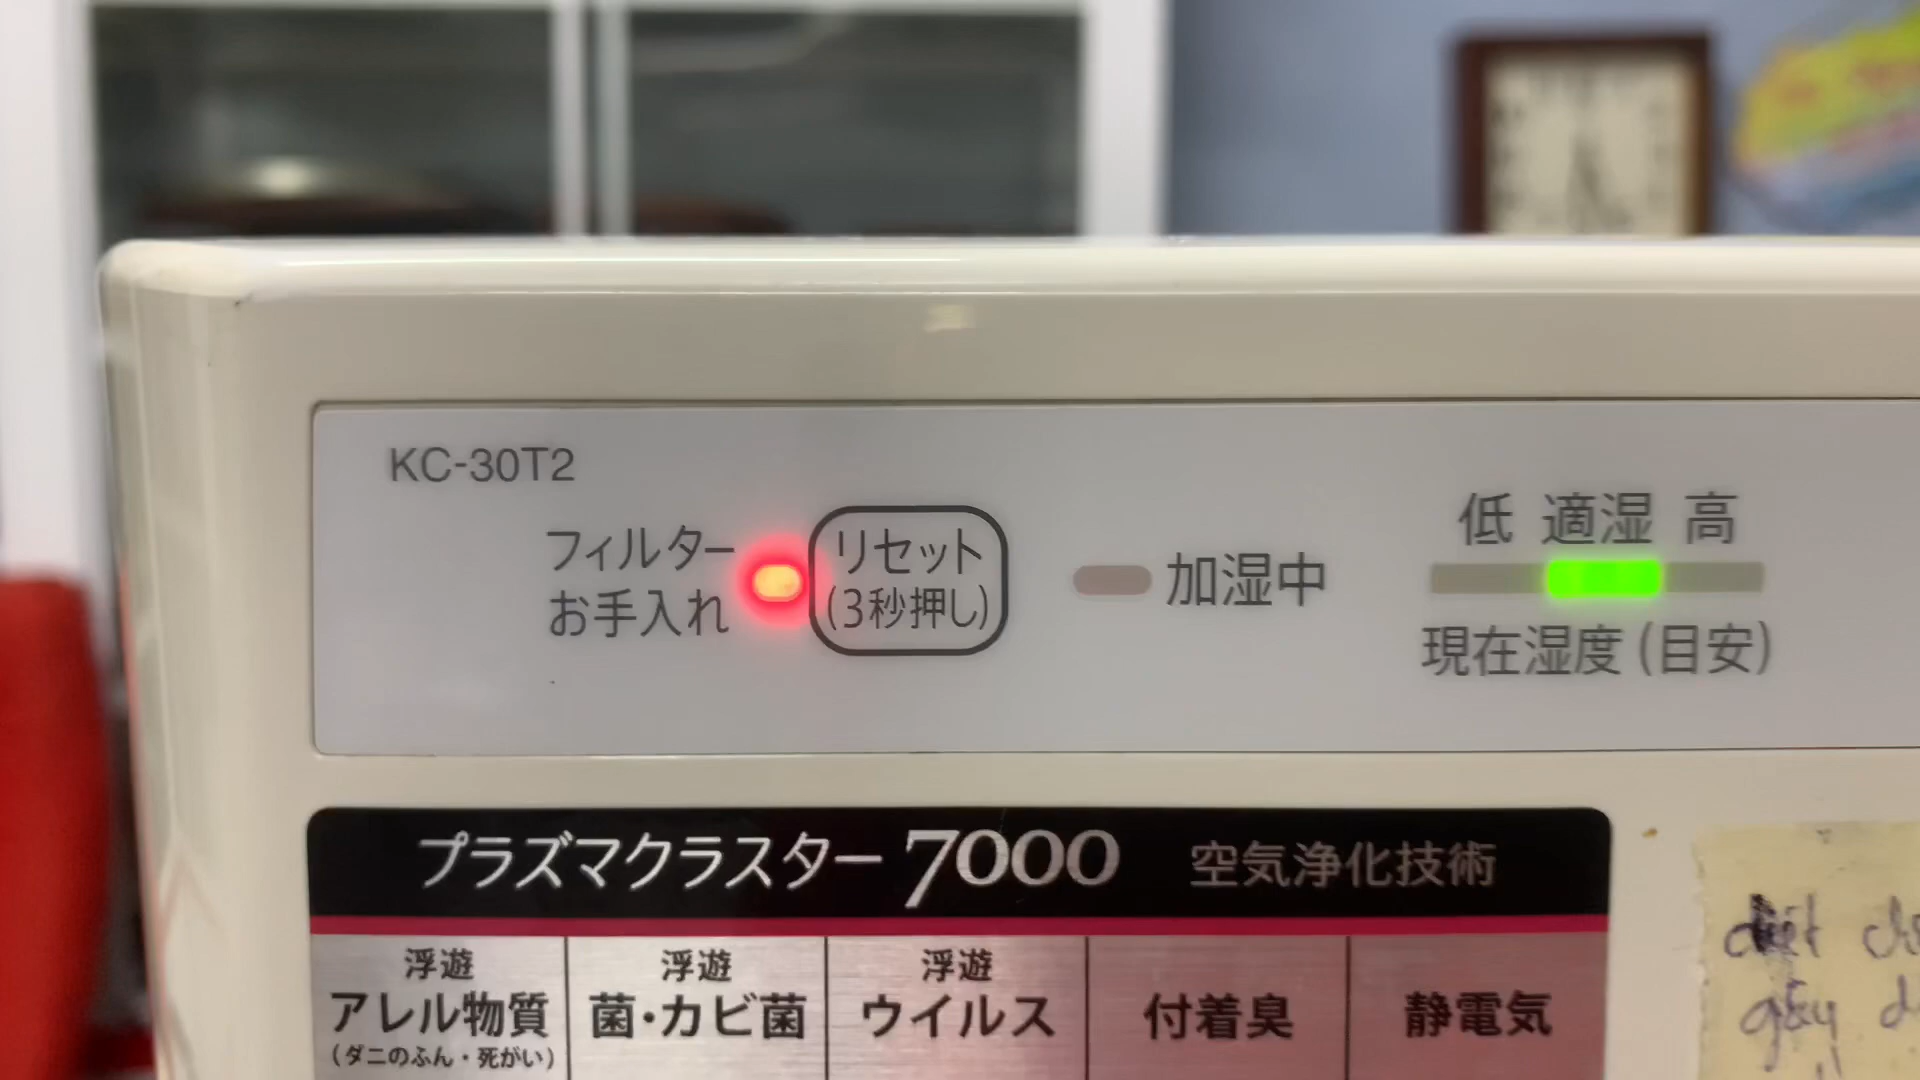 KC-30T2
フィルター
お手入れ
リセット
(3秒押し)
加湿中
低 適湿 高
現在湿度(目安)
プラズマクラスター 7000 空気浄化技術
浮遊
アレル物質
(ダニのふん・死がい)
浮遊
菌・カビ菌
浮遊
ウイルス
付着臭
静電気